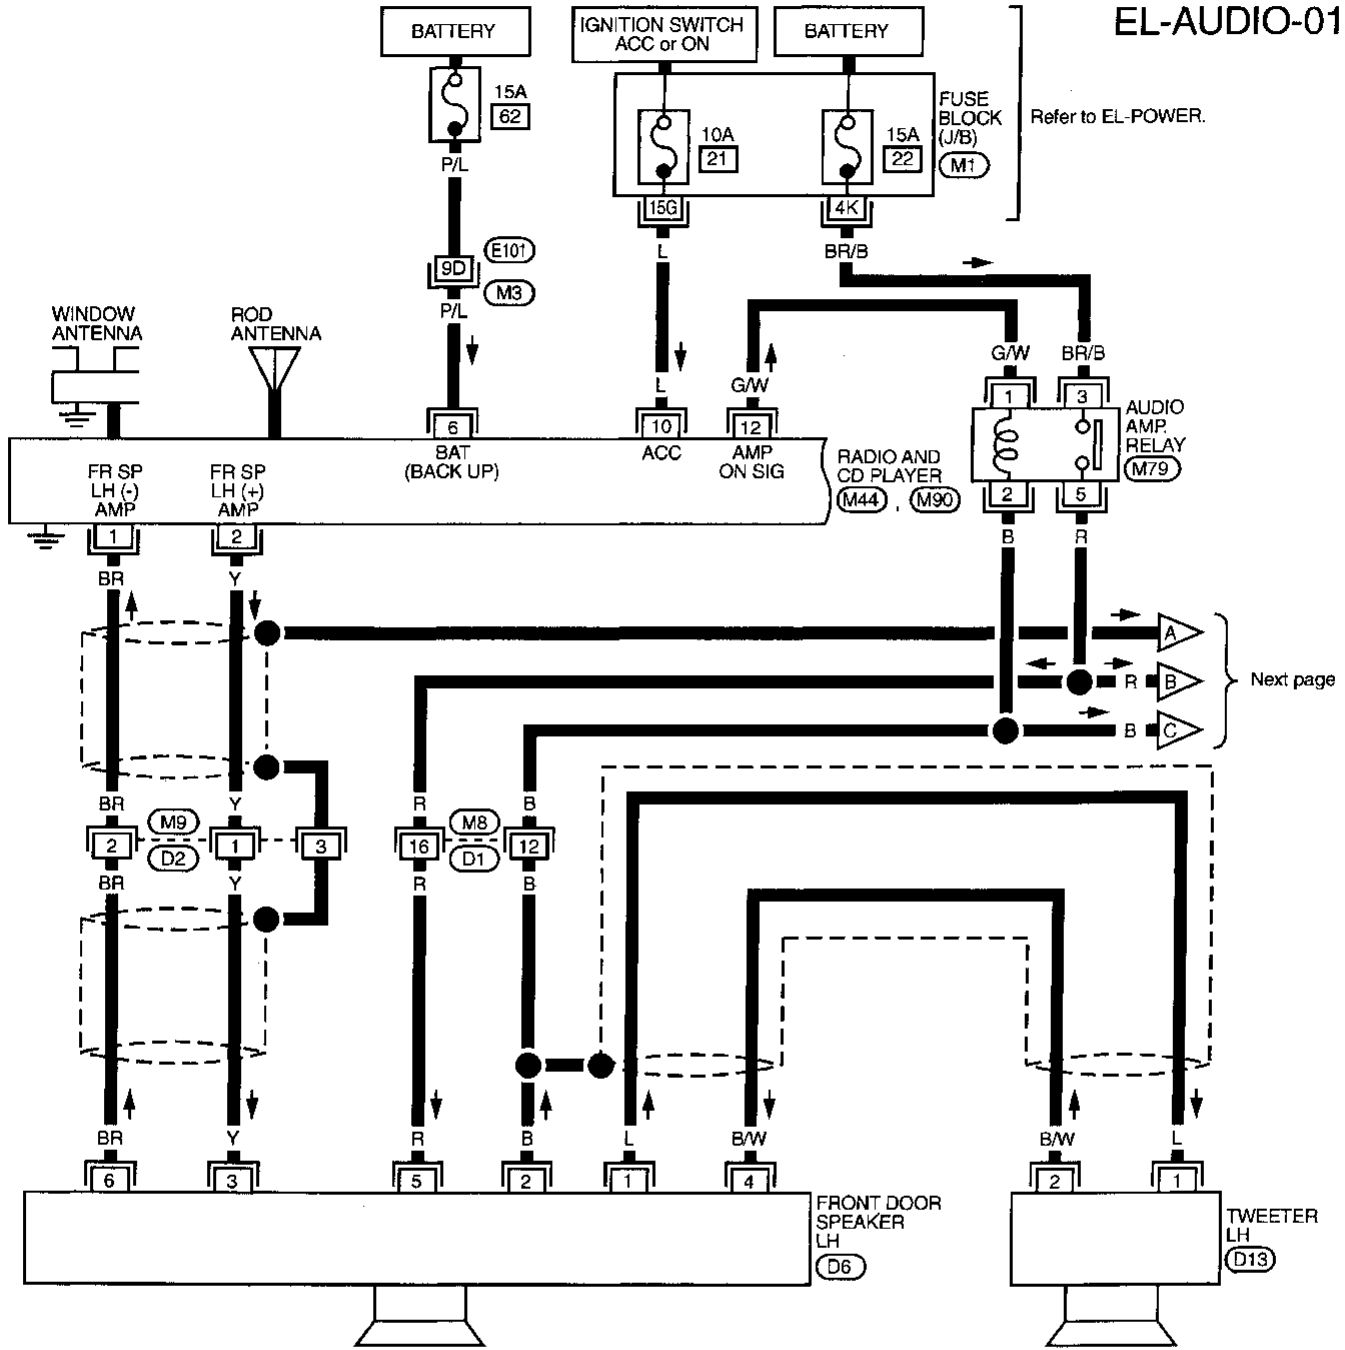 EL-AUDIO-01
BATTERY
IGNITION SWITCH
ACC or ON
BATTERY
15A
62
10A
21
15A
22
FUSE
BLOCK
(J/B)
M1
Refer to EL-POWER.
P/L
15G
4K
L
BR/B
9D
E101
M3
P/L
WINDOW
ANTENNA
ROD
ANTENNA
L
G/W
G/W
BR/B
6
10
12
1
3
BAT
(BACK UP)
ACC
AMP
ON SIG
RADIO AND
CD PLAYER
M44 , M90
AUDIO
AMP.
RELAY
M79
FR SP
LH (-)
AMP
FR SP
LH (+)
AMP
2
5
1
2
B
R
BR
Y
A
R
B
B
C
Next page
BR
Y
R
B
2
M9
D2
1
3
16
M8
D1
12
BR
Y
R
B
BR
Y
R
B
L
B/W
B/W
L
6
3
5
2
1
4
2
1
FRONT DOOR
SPEAKER
LH
D6
TWEETER
LH
D13